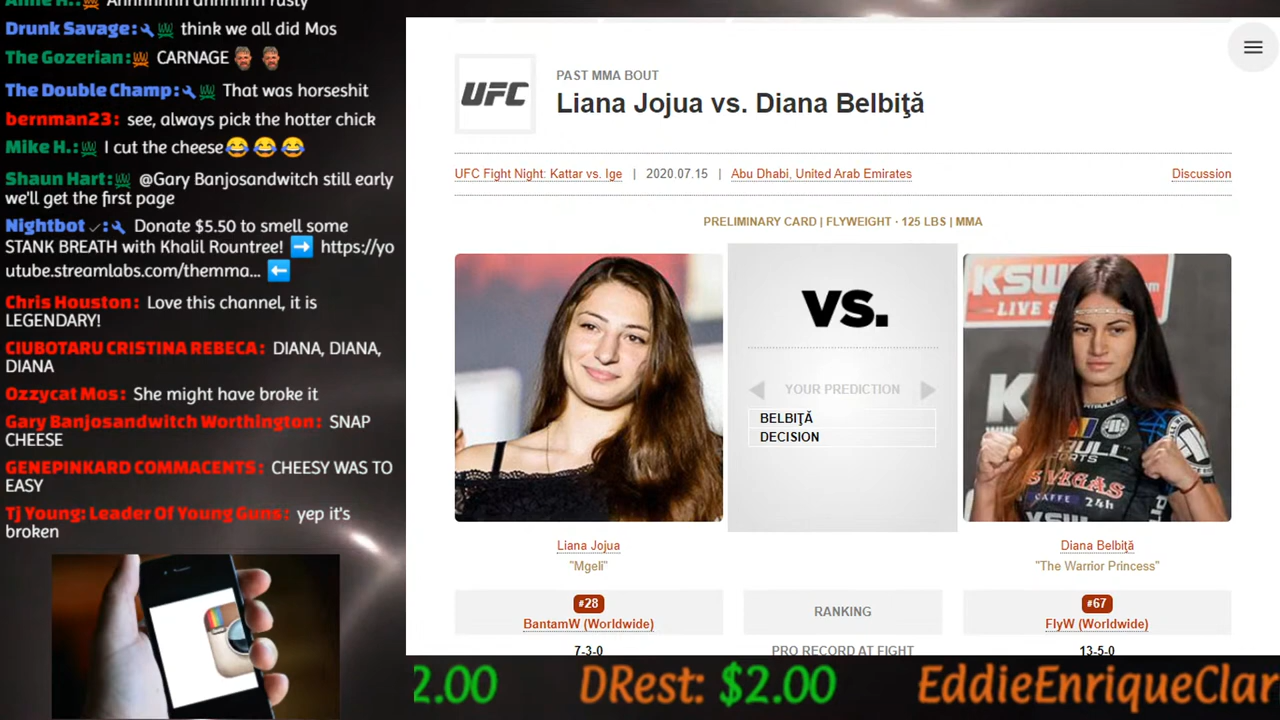 Drunk Savage: think we all did Mos
The Gozerian: CARNAGE
The Double Champ: That was horseshit
bernman23: see, always pick the hotter chick
Mike H.: I cut the cheese😂😂😂
Shaun Hart: @Gary Banjosandwitch still early
we'll get the first page
Nightbot ✓: Donate $5.50 to smell some
STANK BREATH with Khalil Rountree! ➡ https://yo
utube.streamlabs.com/themma... ⬅
Chris Houston: Love this channel, it is
LEGENDARY!
CIUBOTARU CRISTINA REBECA: DIANA, DIANA,
DIANA
Ozzycat Mos: She might have broke it
Gary Banjosandwitch Worthington: SNAP
CHEESE
GENEPINKARD COMMACENTS: CHEESY WAS TO
EASY
Tj Young: Leader Of Young Guns: yep it's
broken
UFC
PAST MMA BOUT
Liana Jojua vs. Diana Belbiţă
UFC Fight Night: Kattar vs. Ige | 2020.07.15 | Abu Dhabi, United Arab Emirates
Discussion
PRELIMINARY CARD | FLYWEIGHT · 125 LBS | MMA
VS.
YOUR PREDICTION
BELBIŢĂ
DECISION
KSW
LIVE
VEGAS
CAFFE 24h
Liana Jojua
"Mgeli"
Diana Belbiţă
"The Warrior Princess"
#28
BantamW (Worldwide)
RANKING
#67
FlyW (Worldwide)
7-3-0
PRO RECORD AT FIGHT
13-5-0
2.00 DRest: $2.00 EddieEnriqueClar